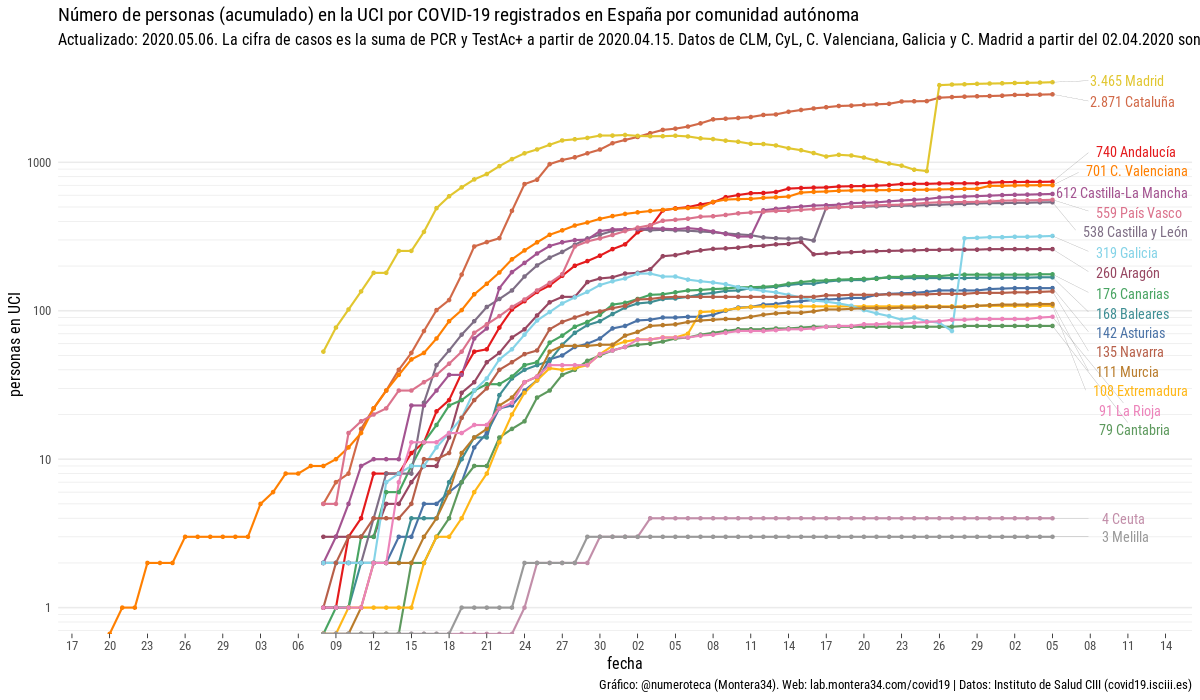 Número de personas (acumulado) en la UCI por COVID-19 registrados en España por comunidad autónoma
Actualizado: 2020.05.06. La cifra de casos es la suma de PCR y TestAc+ a partir de 2020.04.15. Datos de CLM, CyL, C. Valenciana, Galicia y C. Madrid a partir del 02.04.2020 son
personas en UCI
1000
100
10
1
3.465 Madrid
2.871 Cataluña
740 Andalucía
701 C. Valenciana
612 Castilla-La Mancha
559 País Vasco
538 Castilla y León
319 Galicia
260 Aragón
176 Canarias
168 Baleares
142 Asturias
135 Navarra
111 Murcia
108 Extremadura
91 La Rioja
79 Cantabria
4 Ceuta
3 Melilla
17 20 23 26 29 03 06 09 12 15 18 21 24 27 30 02 05 08 11 14 17 20 23 26 29 02 05 08 11 14
fecha
Gráfico: @numeroteca (Montera34). Web: lab.montera34.com/covid19 | Datos: Instituto de Salud CIII (covid19.isciii.es)